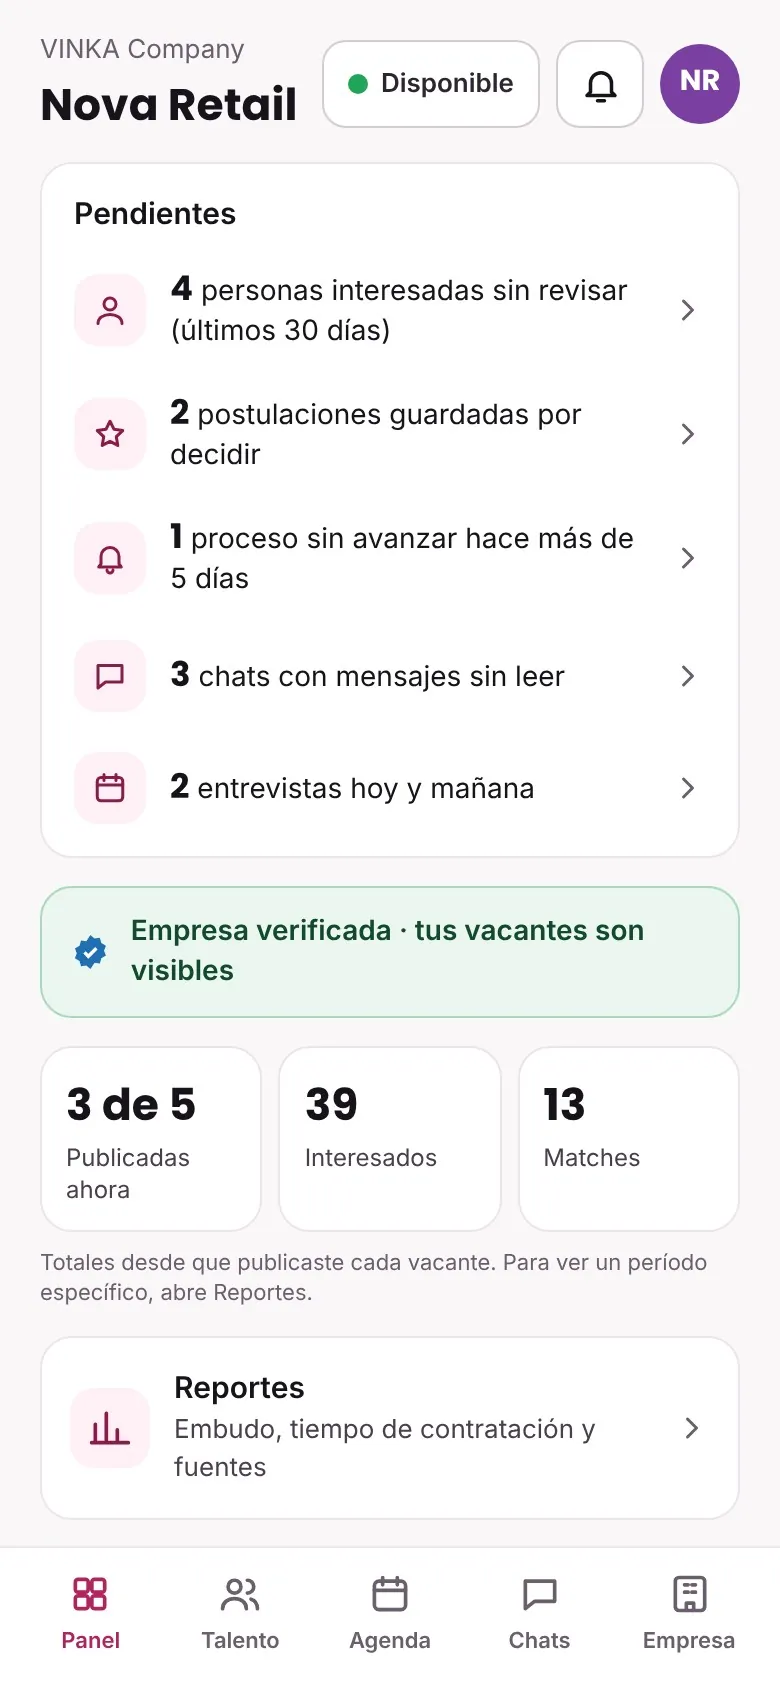 VINKA Company
Nova Retail
Disponible
NR
Pendientes
4 personas interesadas sin revisar
(últimos 30 días)
2 postulaciones guardadas por
decidir
1 proceso sin avanzar hace más de
5 días
3 chats con mensajes sin leer
2 entrevistas hoy y mañana
Empresa verificada · tus vacantes son
visibles
3 de 5
Publicadas
ahora
39
Interesados
13
Matches
Totales desde que publicaste cada vacante. Para ver un período
específico, abre Reportes.
Reportes
Embudo, tiempo de contratación y
fuentes
Panel
Talento
Agenda
Chats
Empresa